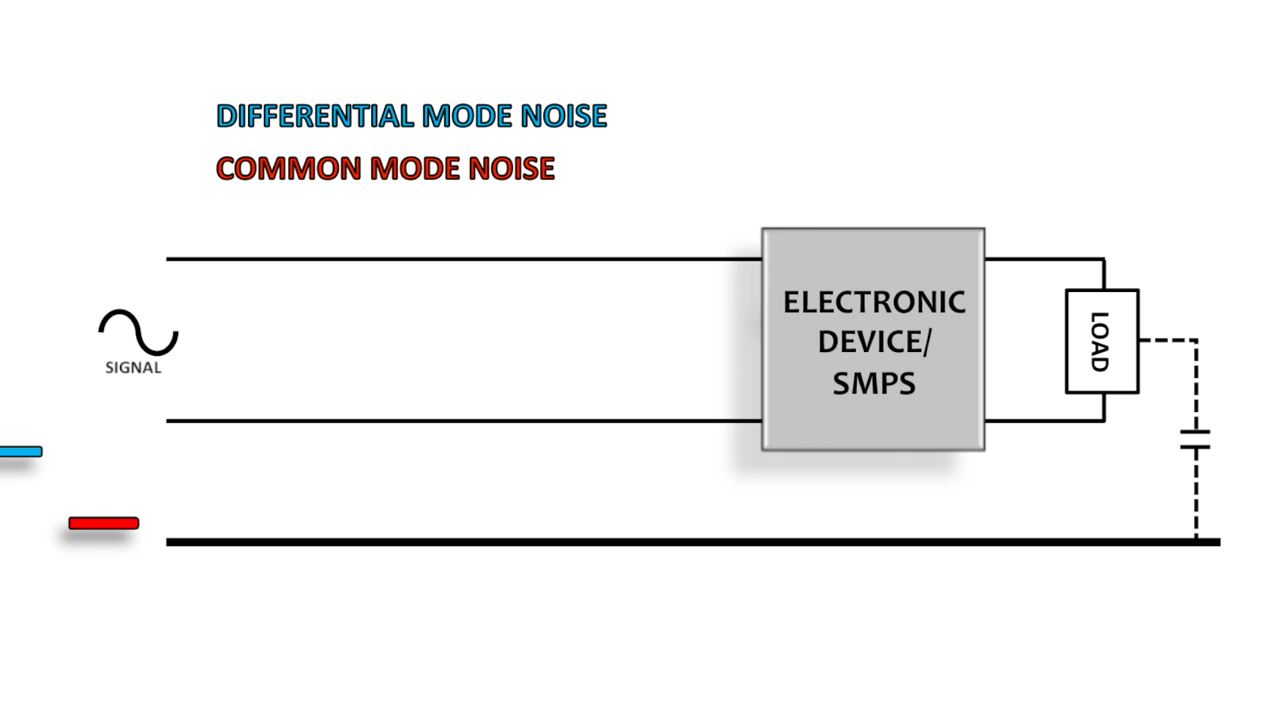 DIFFERENTIAL MODE NOISE
COMMON MODE NOISE
SIGNAL
ELECTRONIC
DEVICE/
SMPS
LOAD